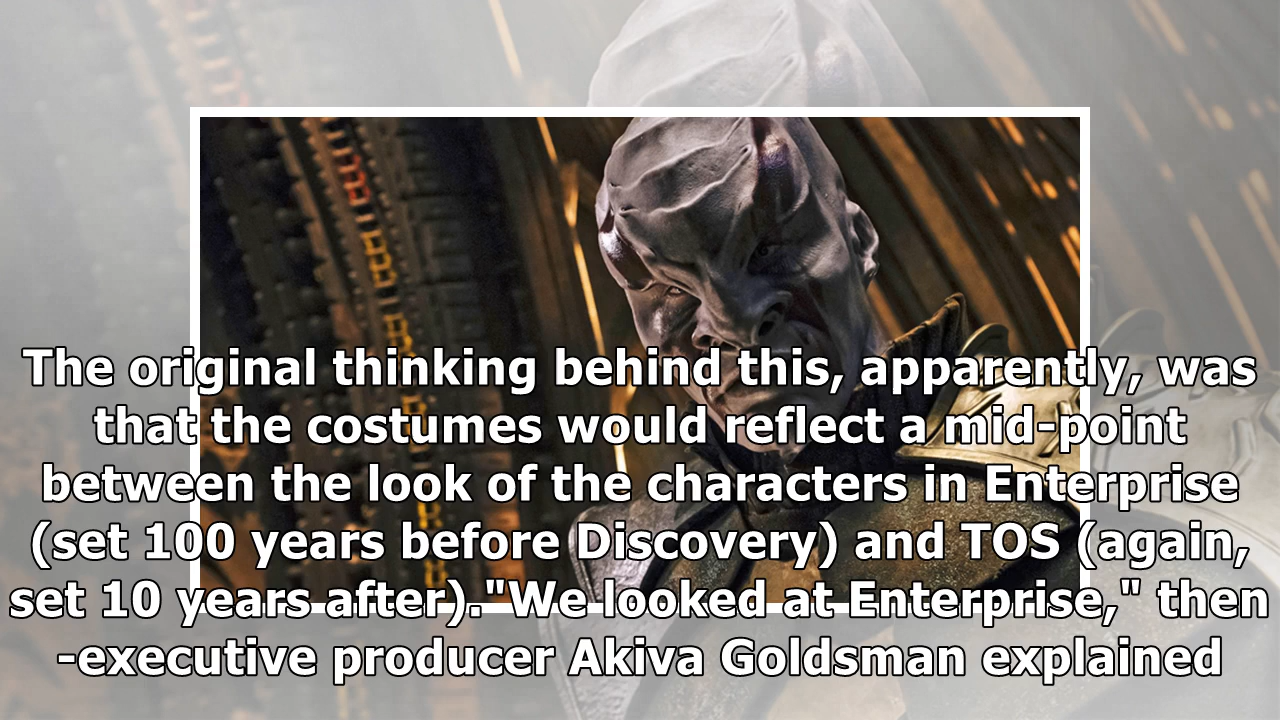 The original thinking behind this, apparently, was
that the costumes would reflect a mid-point
between the look of the characters in Enterprise
(set 100 years before Discovery) and TOS (again,
set 10 years after)."We looked at Enterprise," then
-executive producer Akiva Goldsman explained